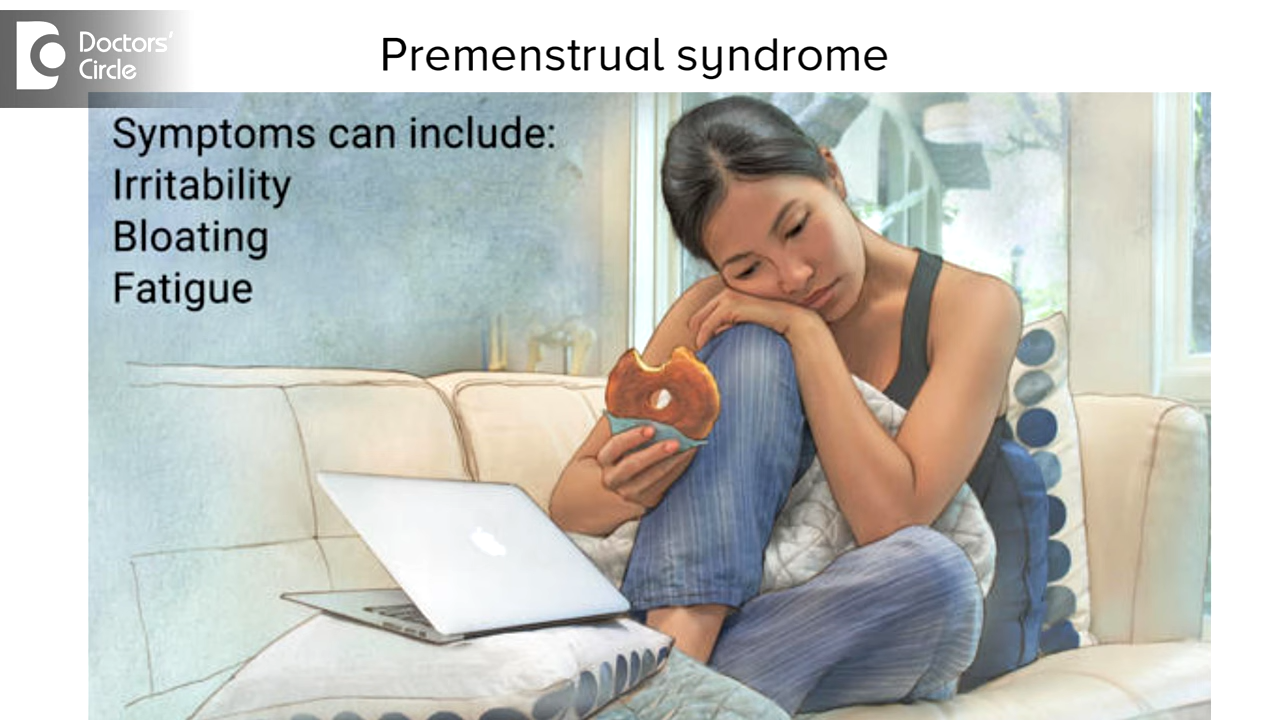 Doctors'
Circle
Premenstrual syndrome
Symptoms can include:
Irritability
Bloating
Fatigue